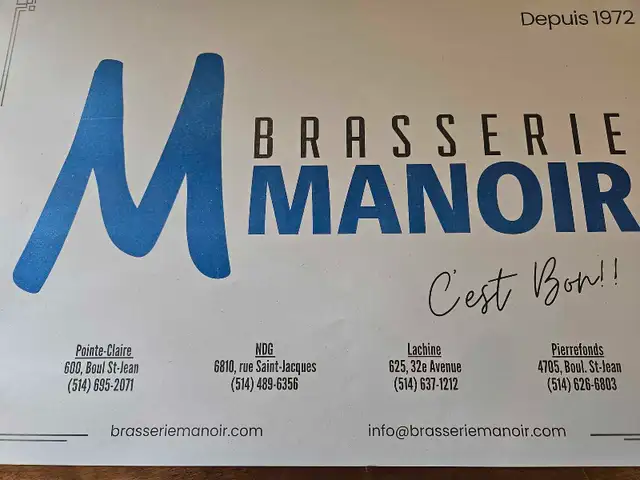 Depuis 1972
M
BRASSERIE
MANOIR
C'est Bon!!
Pointe-Claire
600, Boul St-Jean
(514) 695-2071
NDG
6810, rue Saint-Jacques
(514) 489-6356
Lachine
625, 32e Avenue
(514) 637-1212
Pierrefonds
4705, Boul. St-Jean
(514) 626-6803
brasseriemanoir.com
info@brasseriemanoir.com